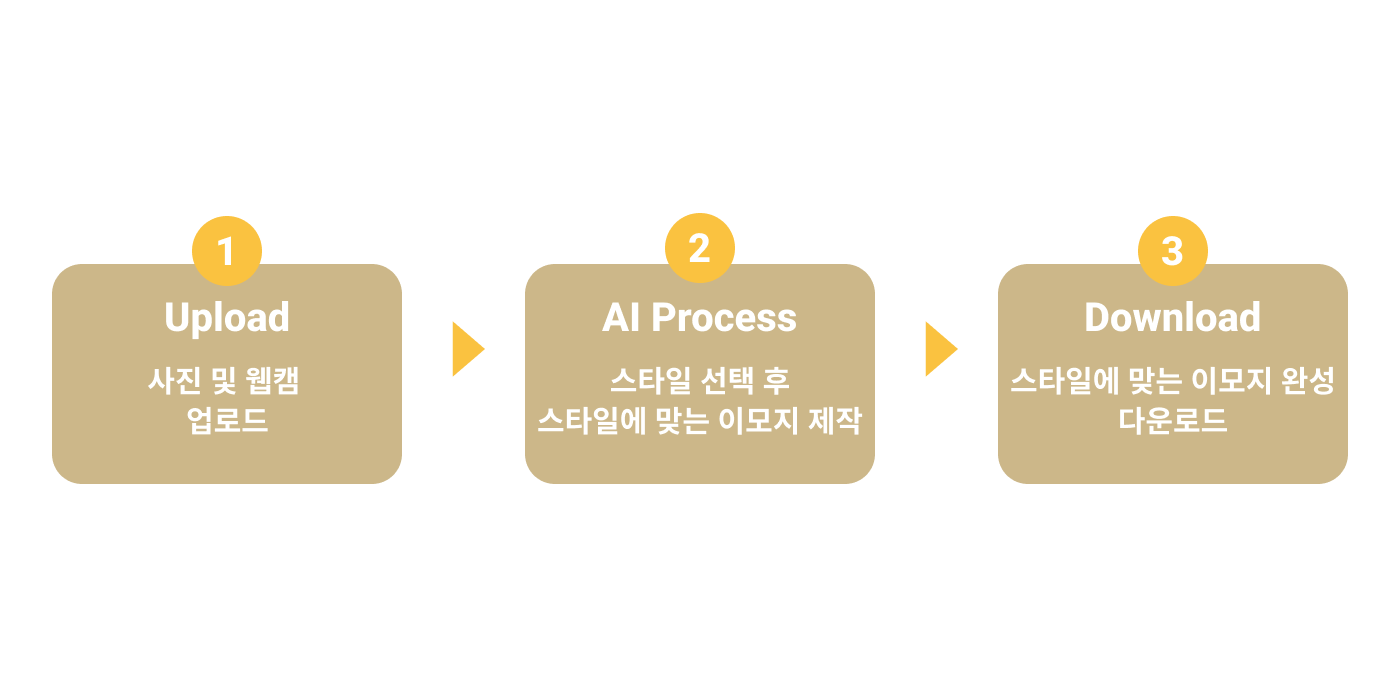 1
Upload
사진 및 웹캠
업로드
2
AI Process
스타일 선택 후
스타일에 맞는 이모지 제작
3
Download
스타일에 맞는 이모지 완성
다운로드